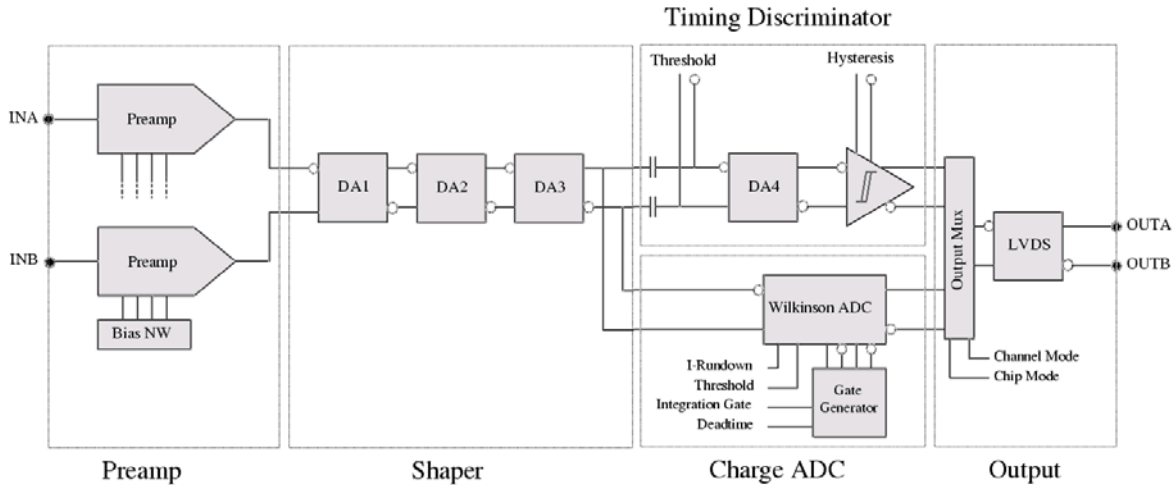 Timing Discriminator
Threshold
Hysteresis
INA
Preamp
DA1
DA2
DA3
DA4
INB
Preamp
Bias NW
Output Mux
LVDS
OUTA
OUTB
Wilkinson ADC
I-Rundown
Threshold
Integration Gate
Deadtime
Gate
Generator
Channel Mode
Chip Mode
Preamp
Shaper
Charge ADC
Output